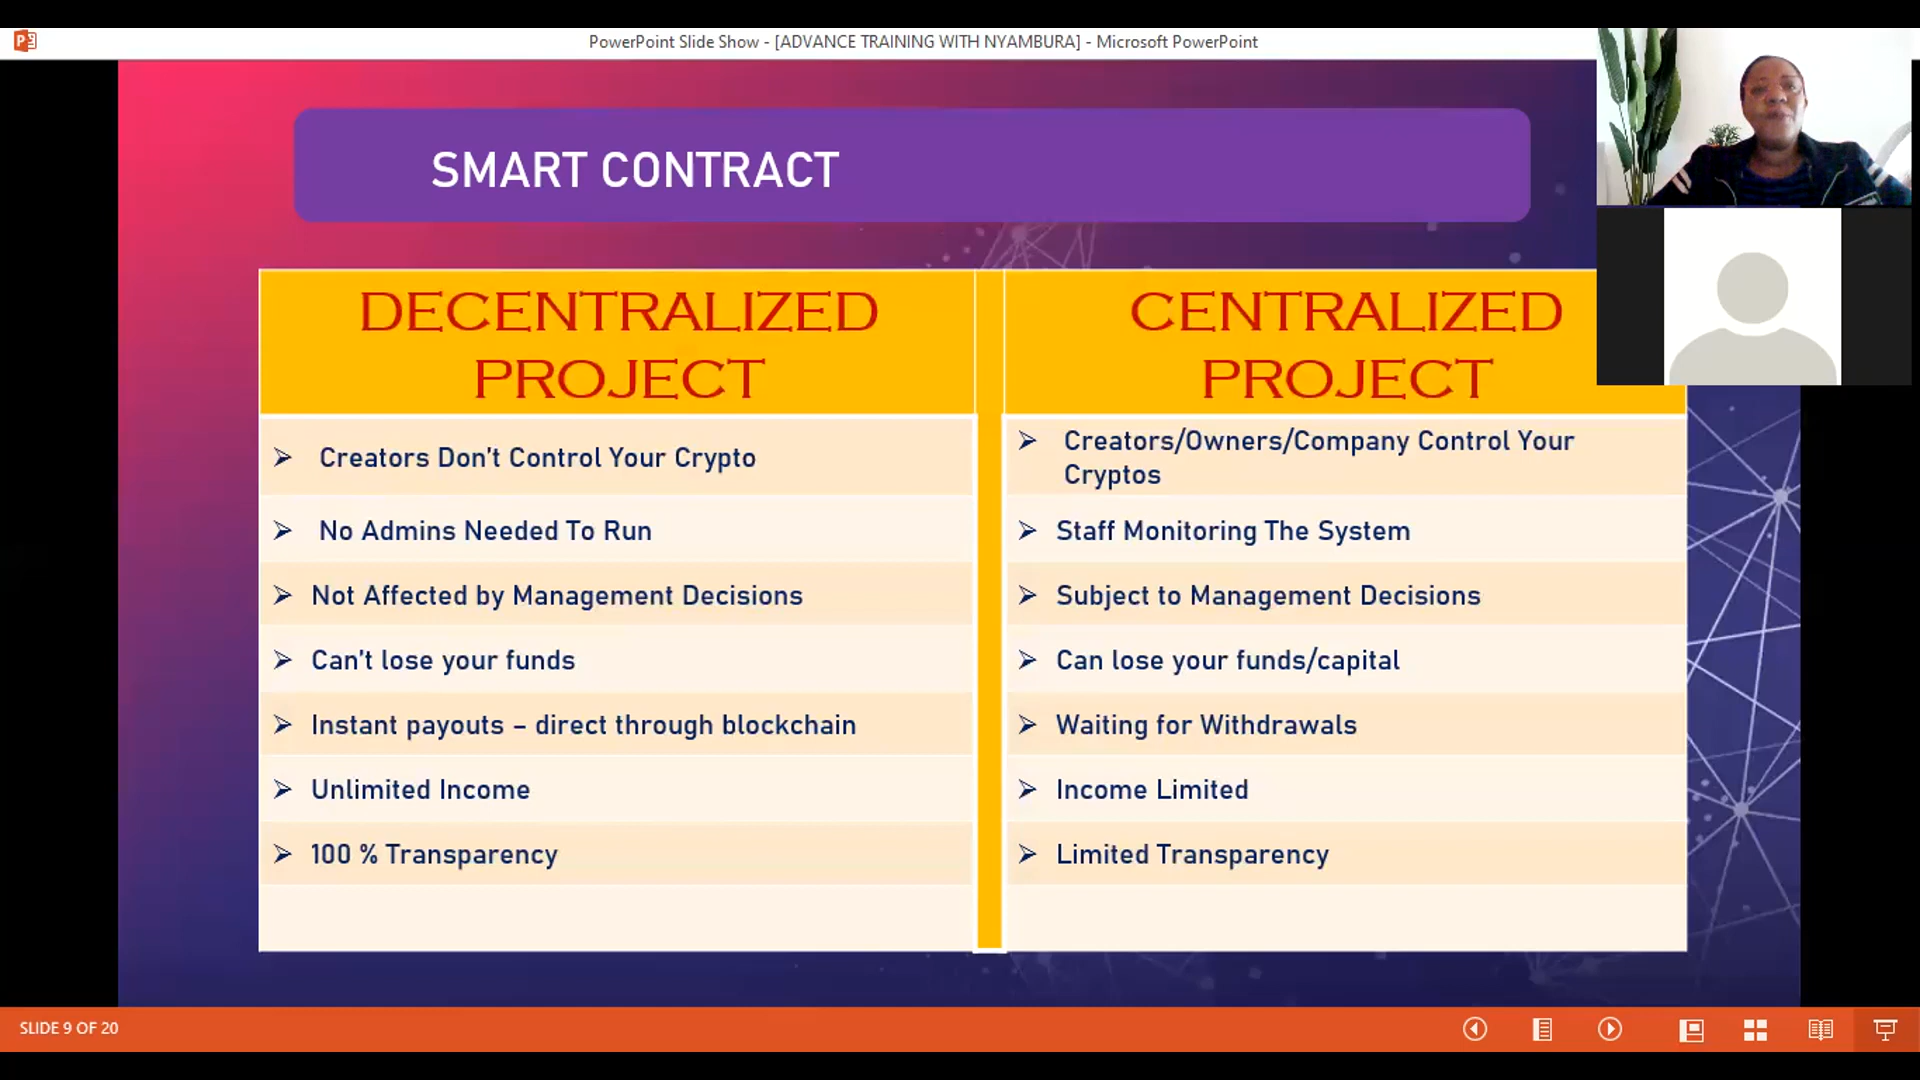 PowerPoint Slide Show - [ADVANCE TRAINING WITH NYAMBURA] - Microsoft PowerPoint
SMART CONTRACT
DECENTRALIZED
PROJECT
CENTRALIZED
PROJECT
Creators Don't Control Your Crypto
Creators/Owners/Company Control Your
Cryptos
No Admins Needed To Run
Staff Monitoring The System
Not Affected by Management Decisions
Subject to Management Decisions
Can't lose your funds
Can lose your funds/capital
Instant payouts – direct through blockchain
Waiting for Withdrawals
Unlimited Income
Income Limited
100 % Transparency
Limited Transparency
SLIDE 9 OF 20